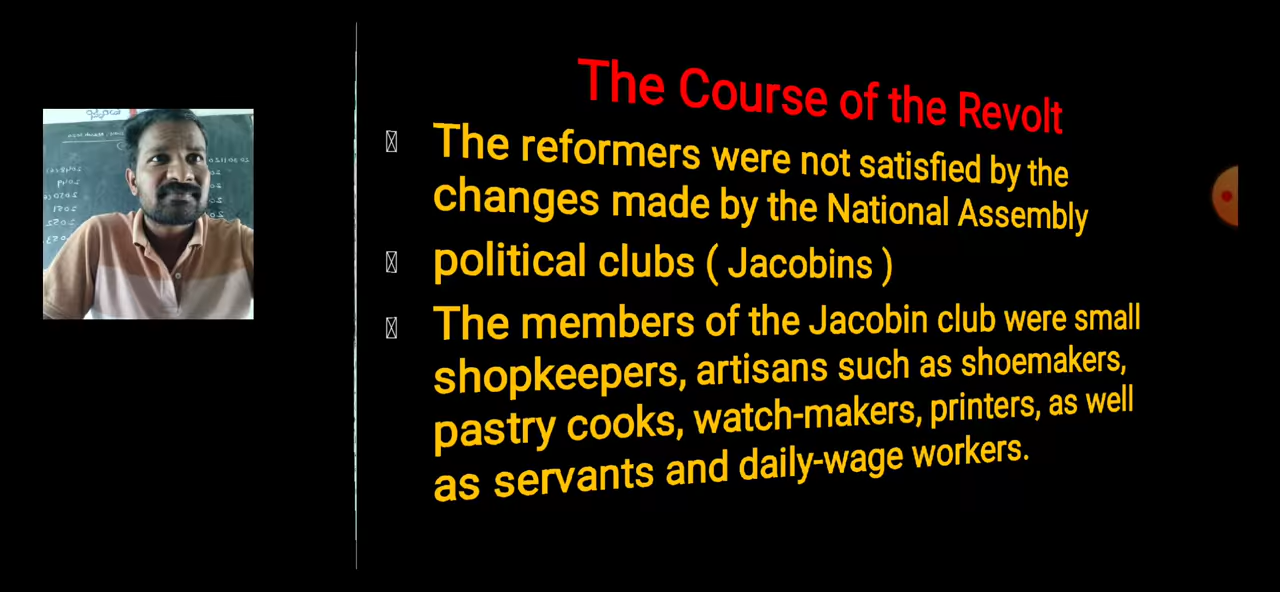 The Course of the Revolt
The reformers were not satisfied by the
changes made by the National Assembly
political clubs ( Jacobins )
The members of the Jacobin club were small
shopkeepers, artisans such as shoemakers,
pastry cooks, watch-makers, printers, as well
as servants and daily-wage workers.